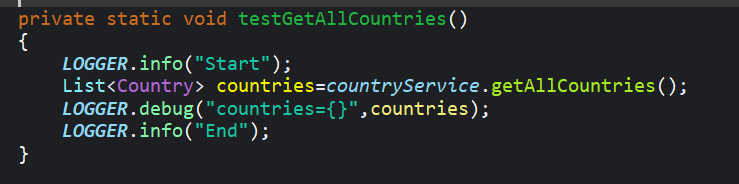 private static void testGetAllCountries()
{
    LOGGER.info("Start");
    List<Country> countries=countryService.getAllCountries();
    LOGGER.debug("countries={}",countries);
    LOGGER.info("End");
}